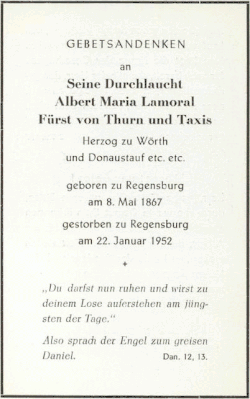 GEBETSANDENKEN
an
Seine Durchlaucht
Albert Maria Lamoral
Fürst von Thurn und Taxis
Herzog zu Wörth
und Donaustauf etc. etc.
geboren zu Regensburg
am 8. Mai 1867
gestorben zu Regensburg
am 22. Januar 1952
„Du darfst nun ruhen und wirst zu
deinem Lose auferstehen am jüng-
sten der Tage.“
Also sprach der Engel zum greisen
Daniel. Dan. 12, 13.